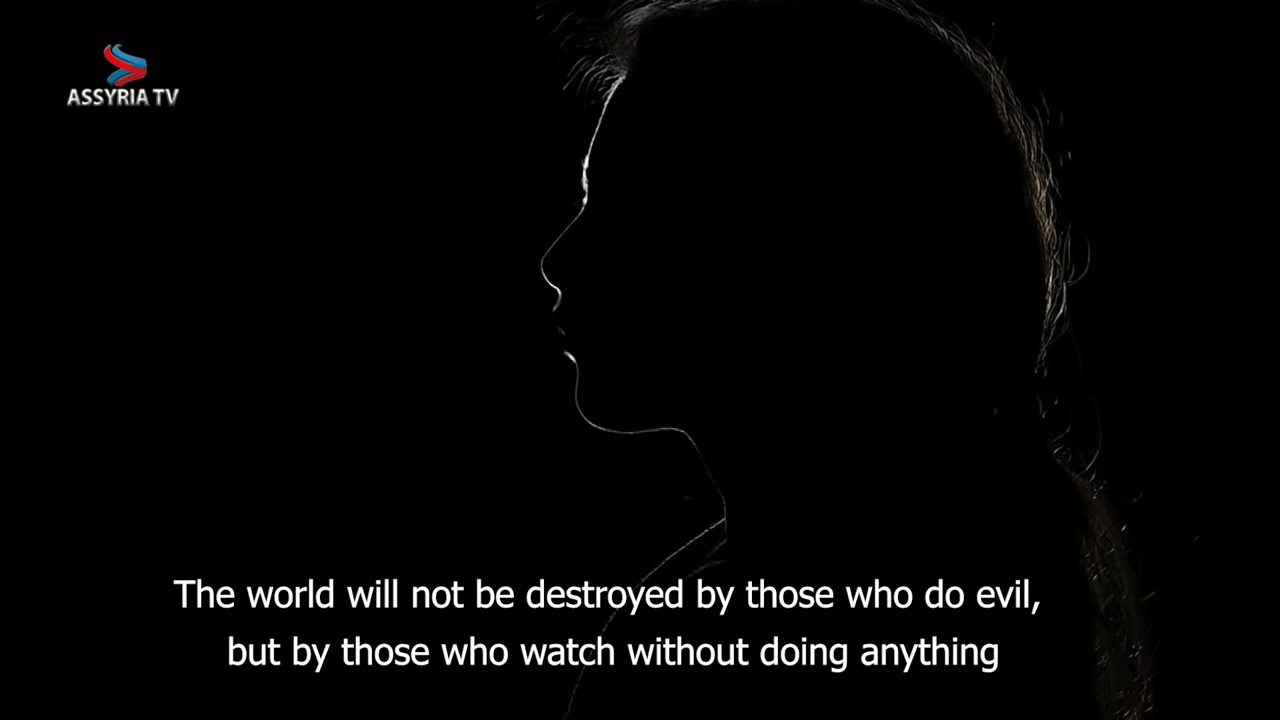 ASSYRIA TV
The world will not be destroyed by those who do evil,
but by those who watch without doing anything